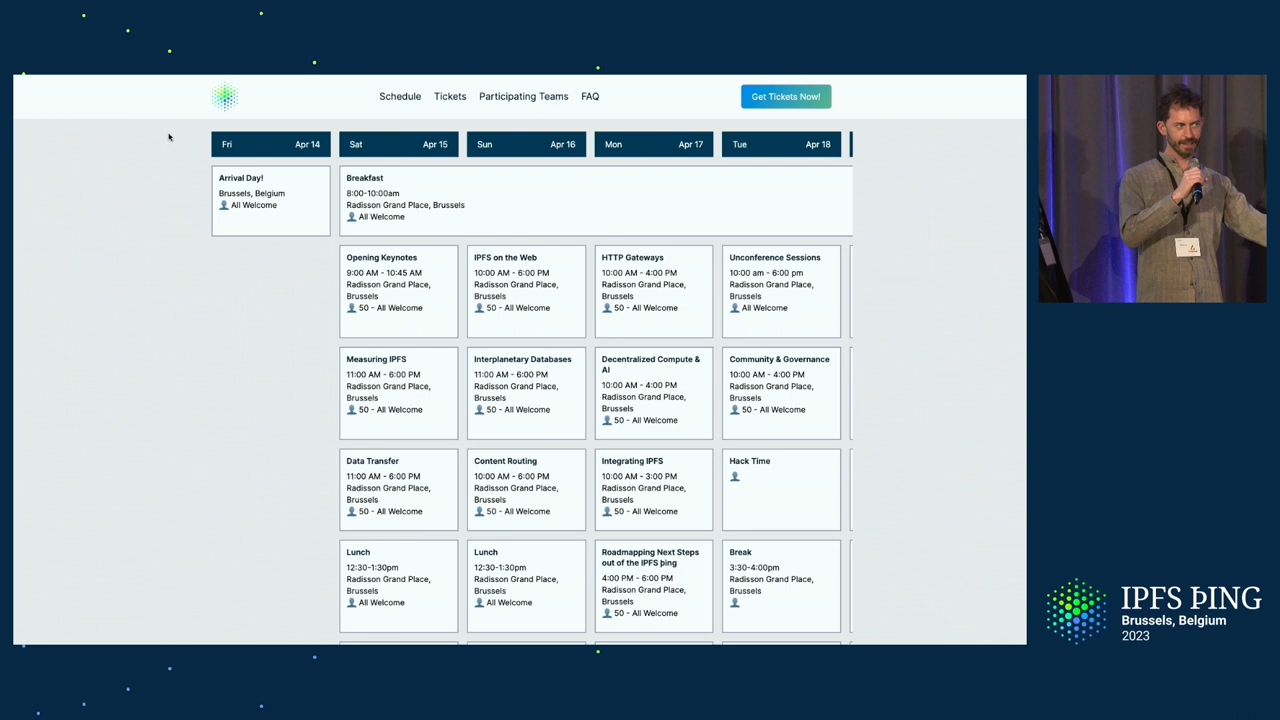 Schedule Tickets Participating Teams FAQ Get Tickets Now!
Fri Apr 14
Sat Apr 15
Sun Apr 16
Mon Apr 17
Tue Apr 18
Arrival Day!
Brussels, Belgium
All Welcome
Breakfast
8:00-10:00am
Radisson Grand Place, Brussels
All Welcome
Opening Keynotes
9:00 AM - 10:45 AM
Radisson Grand Place,
Brussels
50 - All Welcome
IPFS on the Web
10:00 AM - 6:00 PM
Radisson Grand Place,
Brussels
50 - All Welcome
HTTP Gateways
10:00 AM - 4:00 PM
Radisson Grand Place,
Brussels
50 - All Welcome
Unconference Sessions
10:00 am - 6:00 pm
Radisson Grand Place,
Brussels
All Welcome
Measuring IPFS
11:00 AM - 6:00 PM
Radisson Grand Place,
Brussels
50 - All Welcome
Interplanetary Databases
11:00 AM - 6:00 PM
Radisson Grand Place,
Brussels
50 - All Welcome
Decentralized Compute &
AI
10:00 AM - 4:00 PM
Radisson Grand Place,
Brussels
50 - All Welcome
Community & Governance
10:00 AM - 4:00 PM
Radisson Grand Place,
Brussels
50 - All Welcome
Data Transfer
11:00 AM - 6:00 PM
Radisson Grand Place,
Brussels
50 - All Welcome
Content Routing
10:00 AM - 6:00 PM
Radisson Grand Place,
Brussels
50 - All Welcome
Integrating IPFS
10:00 AM - 3:00 PM
Radisson Grand Place,
Brussels
50 - All Welcome
Hack Time
Lunch
12:30-1:30pm
Radisson Grand Place,
Brussels
All Welcome
Lunch
12:30-1:30pm
Radisson Grand Place,
Brussels
All Welcome
Roadmapping Next Steps
out of the IPFS þing
4:00 PM - 6:00 PM
Radisson Grand Place,
Brussels
50 - All Welcome
Break
3:30-4:00pm
Radisson Grand Place,
Brussels
IPFS ÞING
Brussels, Belgium
2023